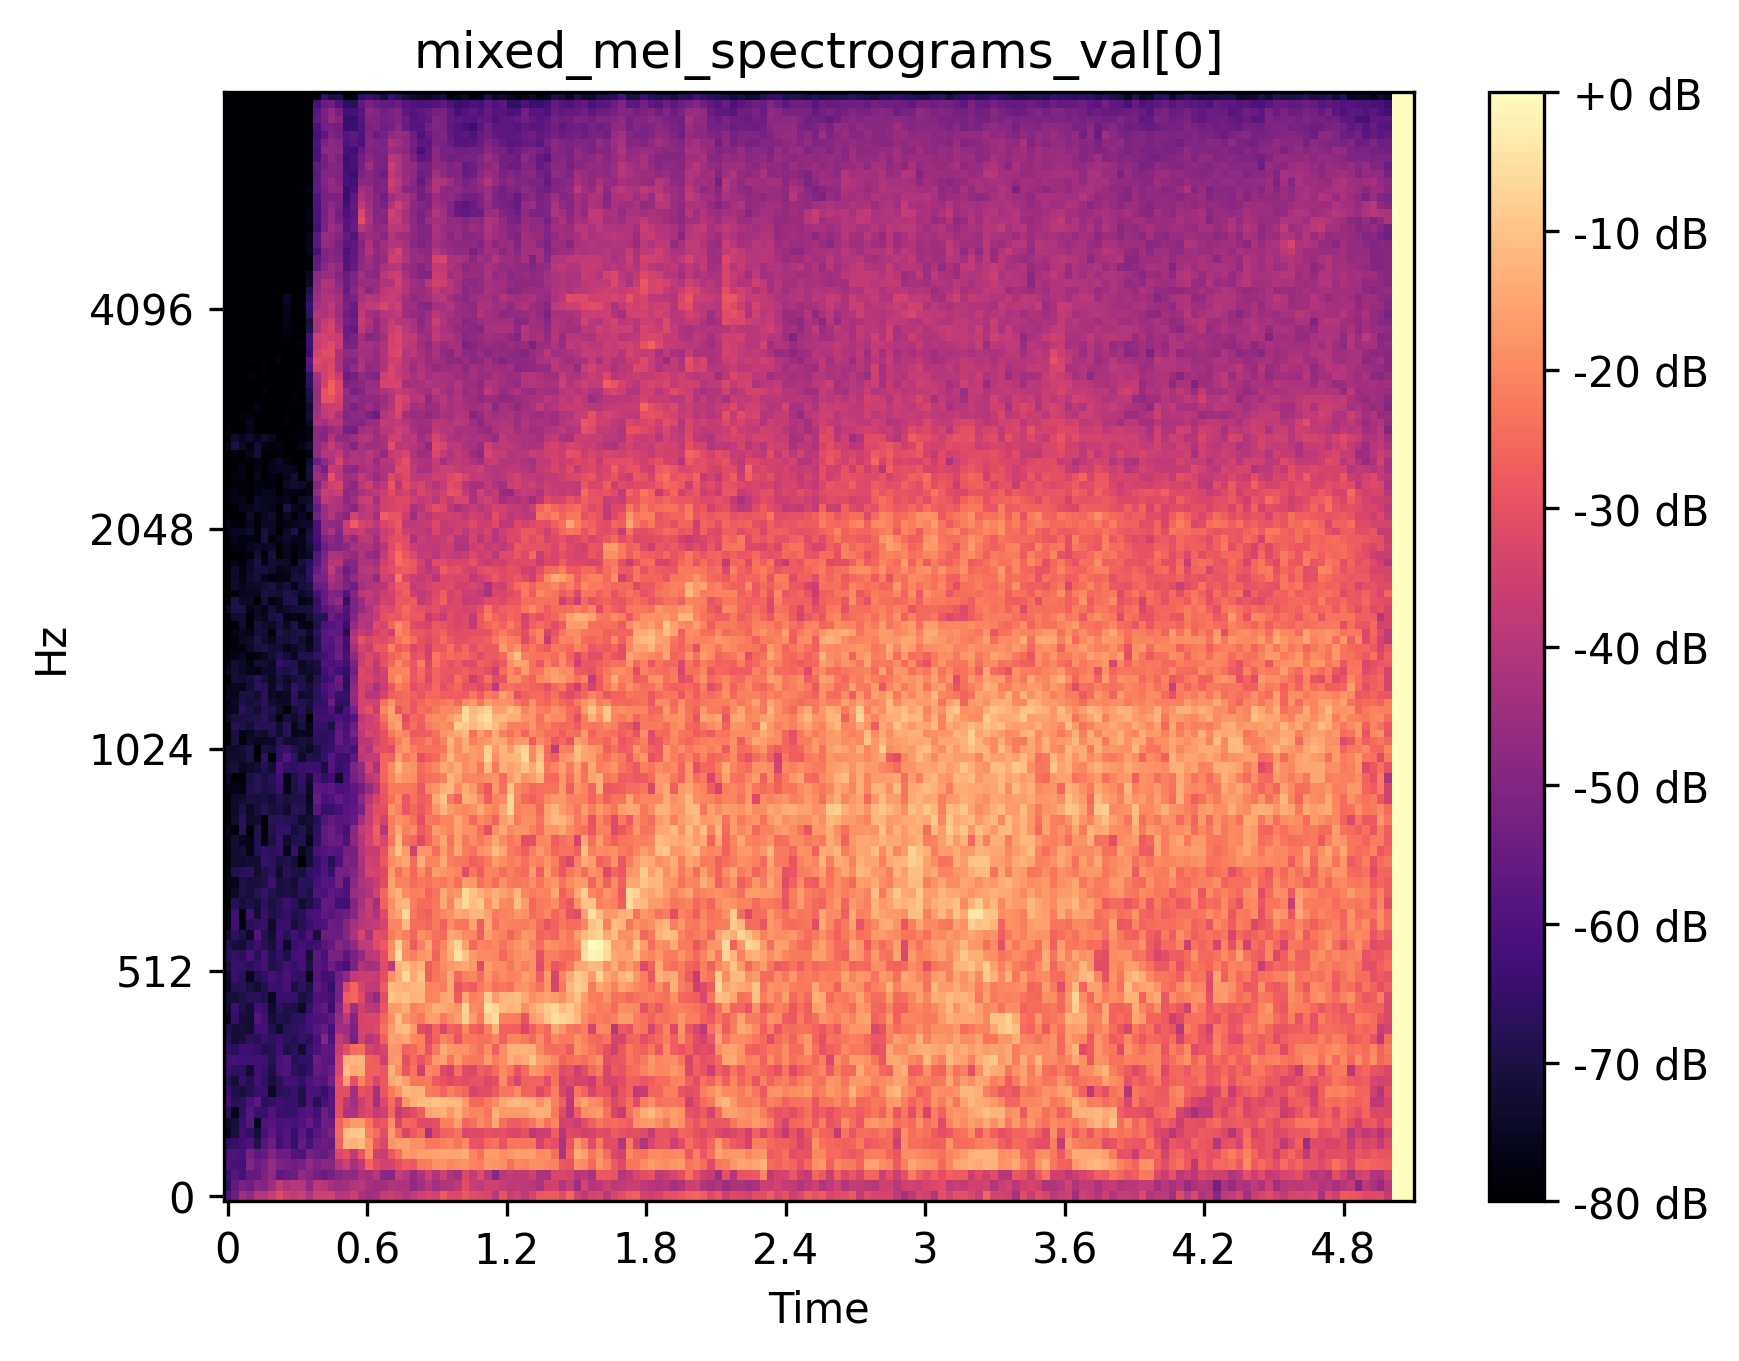 mixed_mel_spectrograms_val[0]
Hz
4096
2048
1024
512
0
0 0.6 1.2 1.8 2.4 3 3.6 4.2 4.8
Time
+0 dB
-10 dB
-20 dB
-30 dB
-40 dB
-50 dB
-60 dB
-70 dB
-80 dB